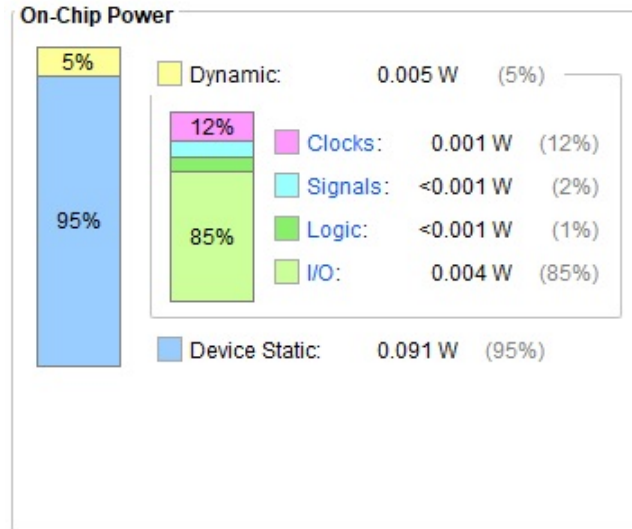 On-Chip Power
5%
95%
Dynamic: 0.005 W (5%)
12%
85%
Clocks: 0.001 W (12%)
Signals: <0.001 W (2%)
Logic: <0.001 W (1%)
I/O: 0.004 W (85%)
Device Static: 0.091 W (95%)